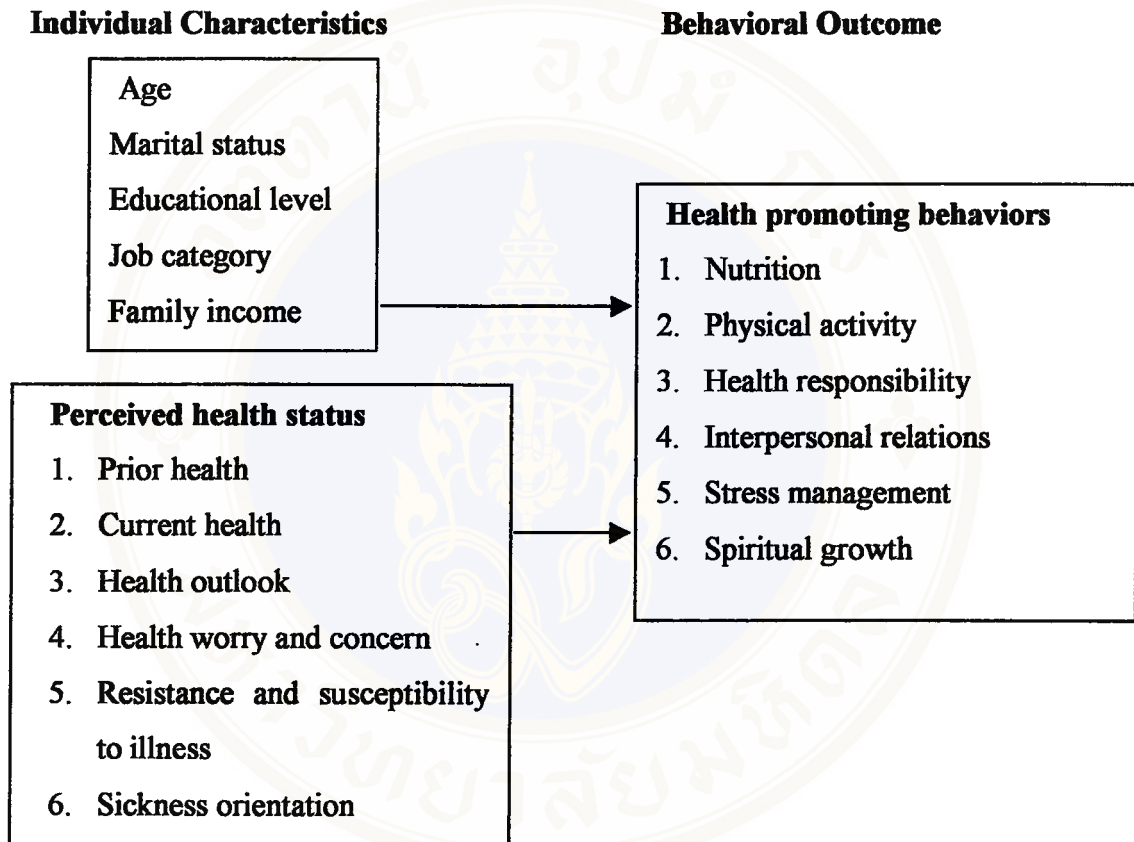 Individual Characteristics
Age
Marital status
Educational level
Job category
Family income
Perceived health status
1. Prior health
2. Current health
3. Health outlook
4. Health worry and concern
5. Resistance and susceptibility
to illness
6. Sickness orientation
Behavioral Outcome
Health promoting behaviors
1. Nutrition
2. Physical activity
3. Health responsibility
4. Interpersonal relations
5. Stress management
6. Spiritual growth